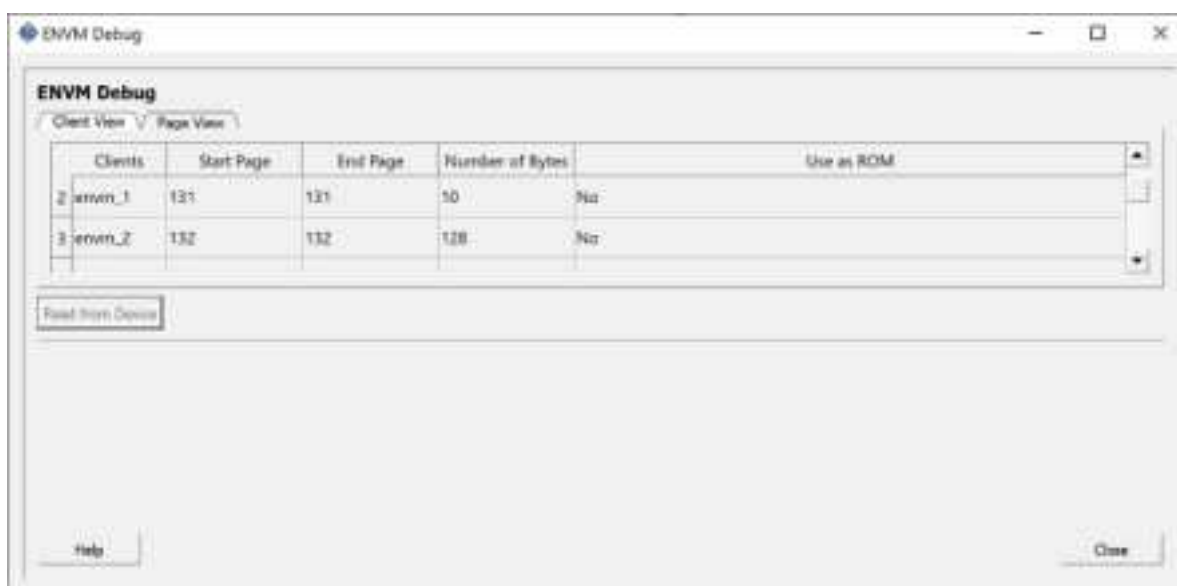 ENVM Debug
ENVM Debug
Client View Page View
Clients Start Page End Page Number of Bytes Use as ROM
2 envm_1 131 131 10 No
3 envm_2 132 132 128 No
Read from Device
Help Close